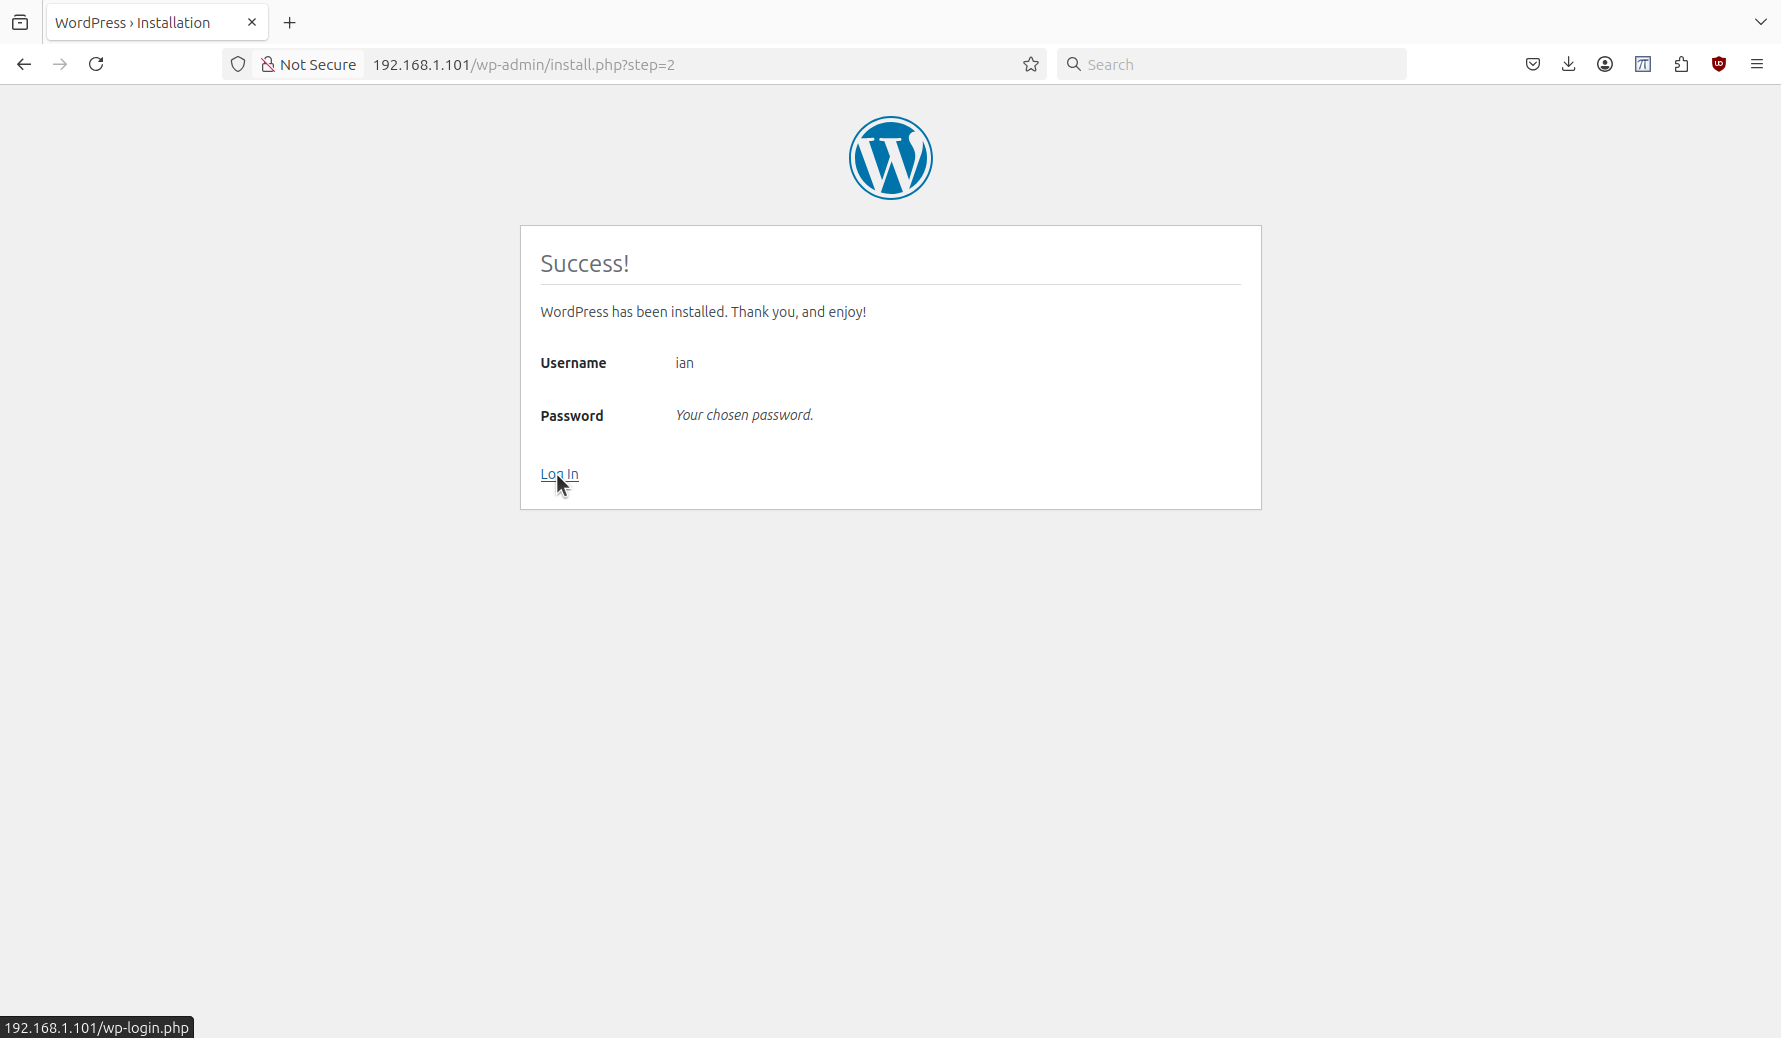 WordPress › Installation
Not Secure 192.168.1.101/wp-admin/install.php?step=2 Search
Success!
WordPress has been installed. Thank you, and enjoy!
Username ian
Password Your chosen password.
Log In
192.168.1.101/wp-login.php